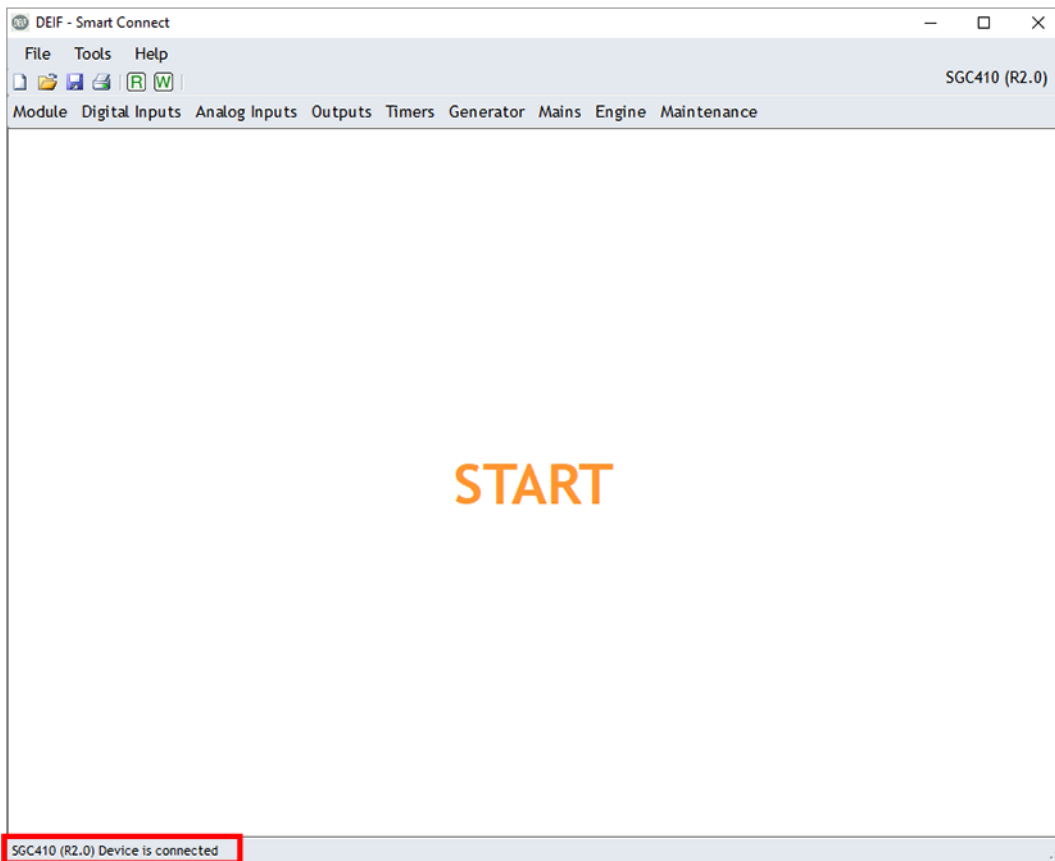 DEIF - Smart Connect
File Tools Help
R W
SGC410 (R2.0)
Module Digital Inputs Analog Inputs Outputs Timers Generator Mains Engine Maintenance
START
SGC410 (R2.0) Device is connected